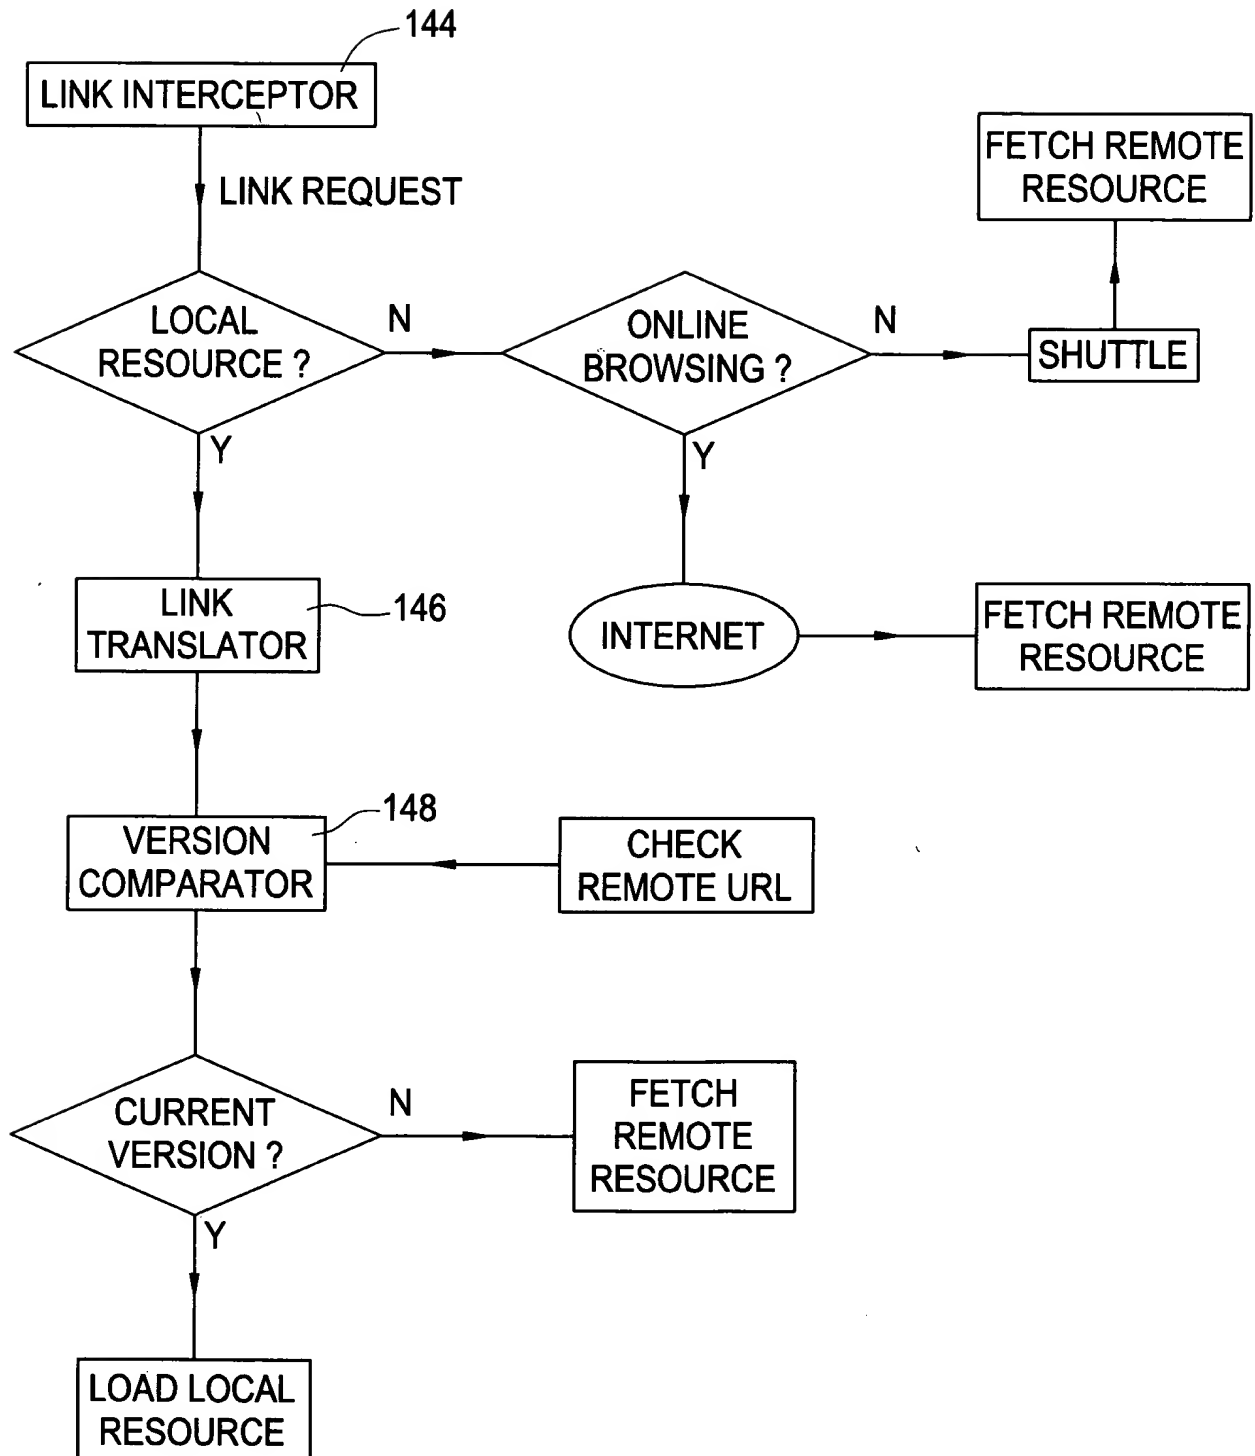 144
LINK INTERCEPTOR
LINK REQUEST
FETCH REMOTE
RESOURCE
LOCAL
RESOURCE ?
N
ONLINE
BROWSING ?
N
SHUTTLE
Y
Y
LINK
TRANSLATOR
146
INTERNET
FETCH REMOTE
RESOURCE
VERSION
COMPARATOR
148
CHECK
REMOTE URL
CURRENT
VERSION ?
N
FETCH
REMOTE
RESOURCE
Y
LOAD LOCAL
RESOURCE